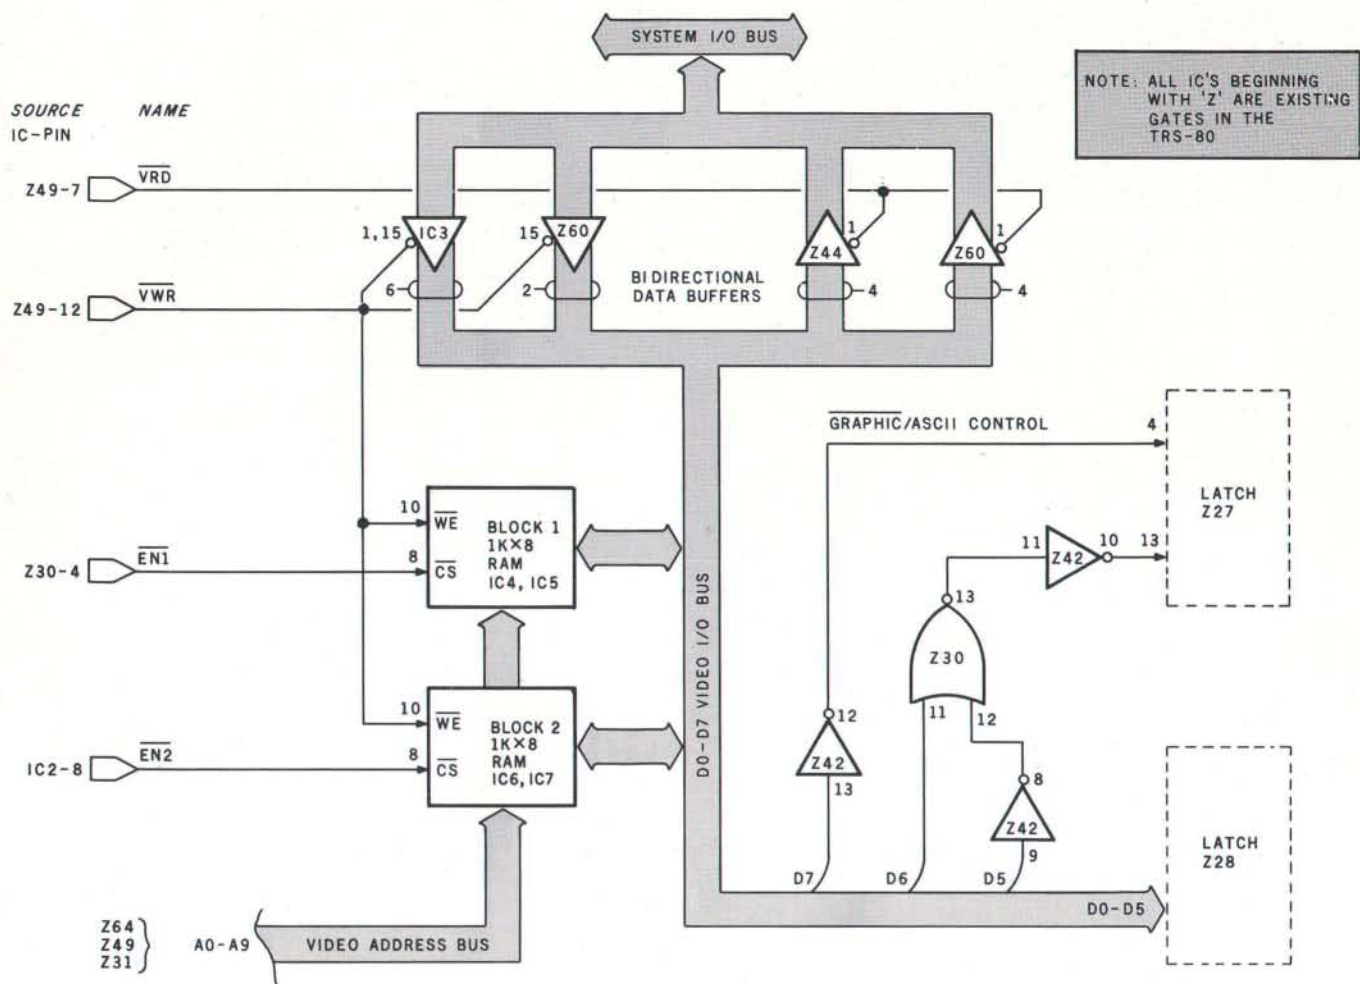 SYSTEM I/O BUS
NOTE: ALL IC'S BEGINNING
WITH 'Z' ARE EXISTING
GATES IN THE
TRS-80
SOURCE NAME
IC-PIN
Z49-7 VRD
1,15 IC3
15 Z60
Z44 1
Z60 1
BIDIRECTIONAL
DATA BUFFERS
6
2
4
4
Z49-12 VWR
GRAPHIC/ASCII CONTROL
4
LATCH
Z27
10 WE
BLOCK 1
1K×8
RAM
IC4, IC5
Z30-4 EN1
8 CS
11 Z42 10 13
13
Z30
11 12
D0-D7 VIDEO I/O BUS
10 WE
BLOCK 2
1K×8
RAM
IC6, IC7
IC2-8 EN2
8 CS
12
Z42
13
8
Z42
9
LATCH
Z28
D7 D6 D5
D0-D5
Z64
Z49
Z31
A0-A9 VIDEO ADDRESS BUS